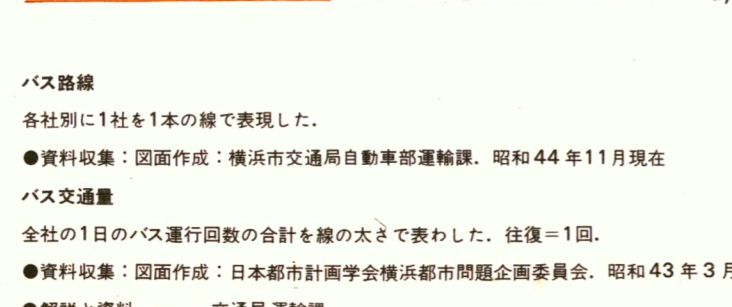 バス路線
各社別に1社を1本の線で表現した．
●資料収集：図面作成：横浜市交通局自動車部運輸課．昭和44年11月現在
バス交通量
全社の1日のバス運行回数の合計を線の太さで表わした．往復＝1回．
●資料収集：図面作成：日本都市計画学会横浜都市問題企画委員会．昭和43年3月